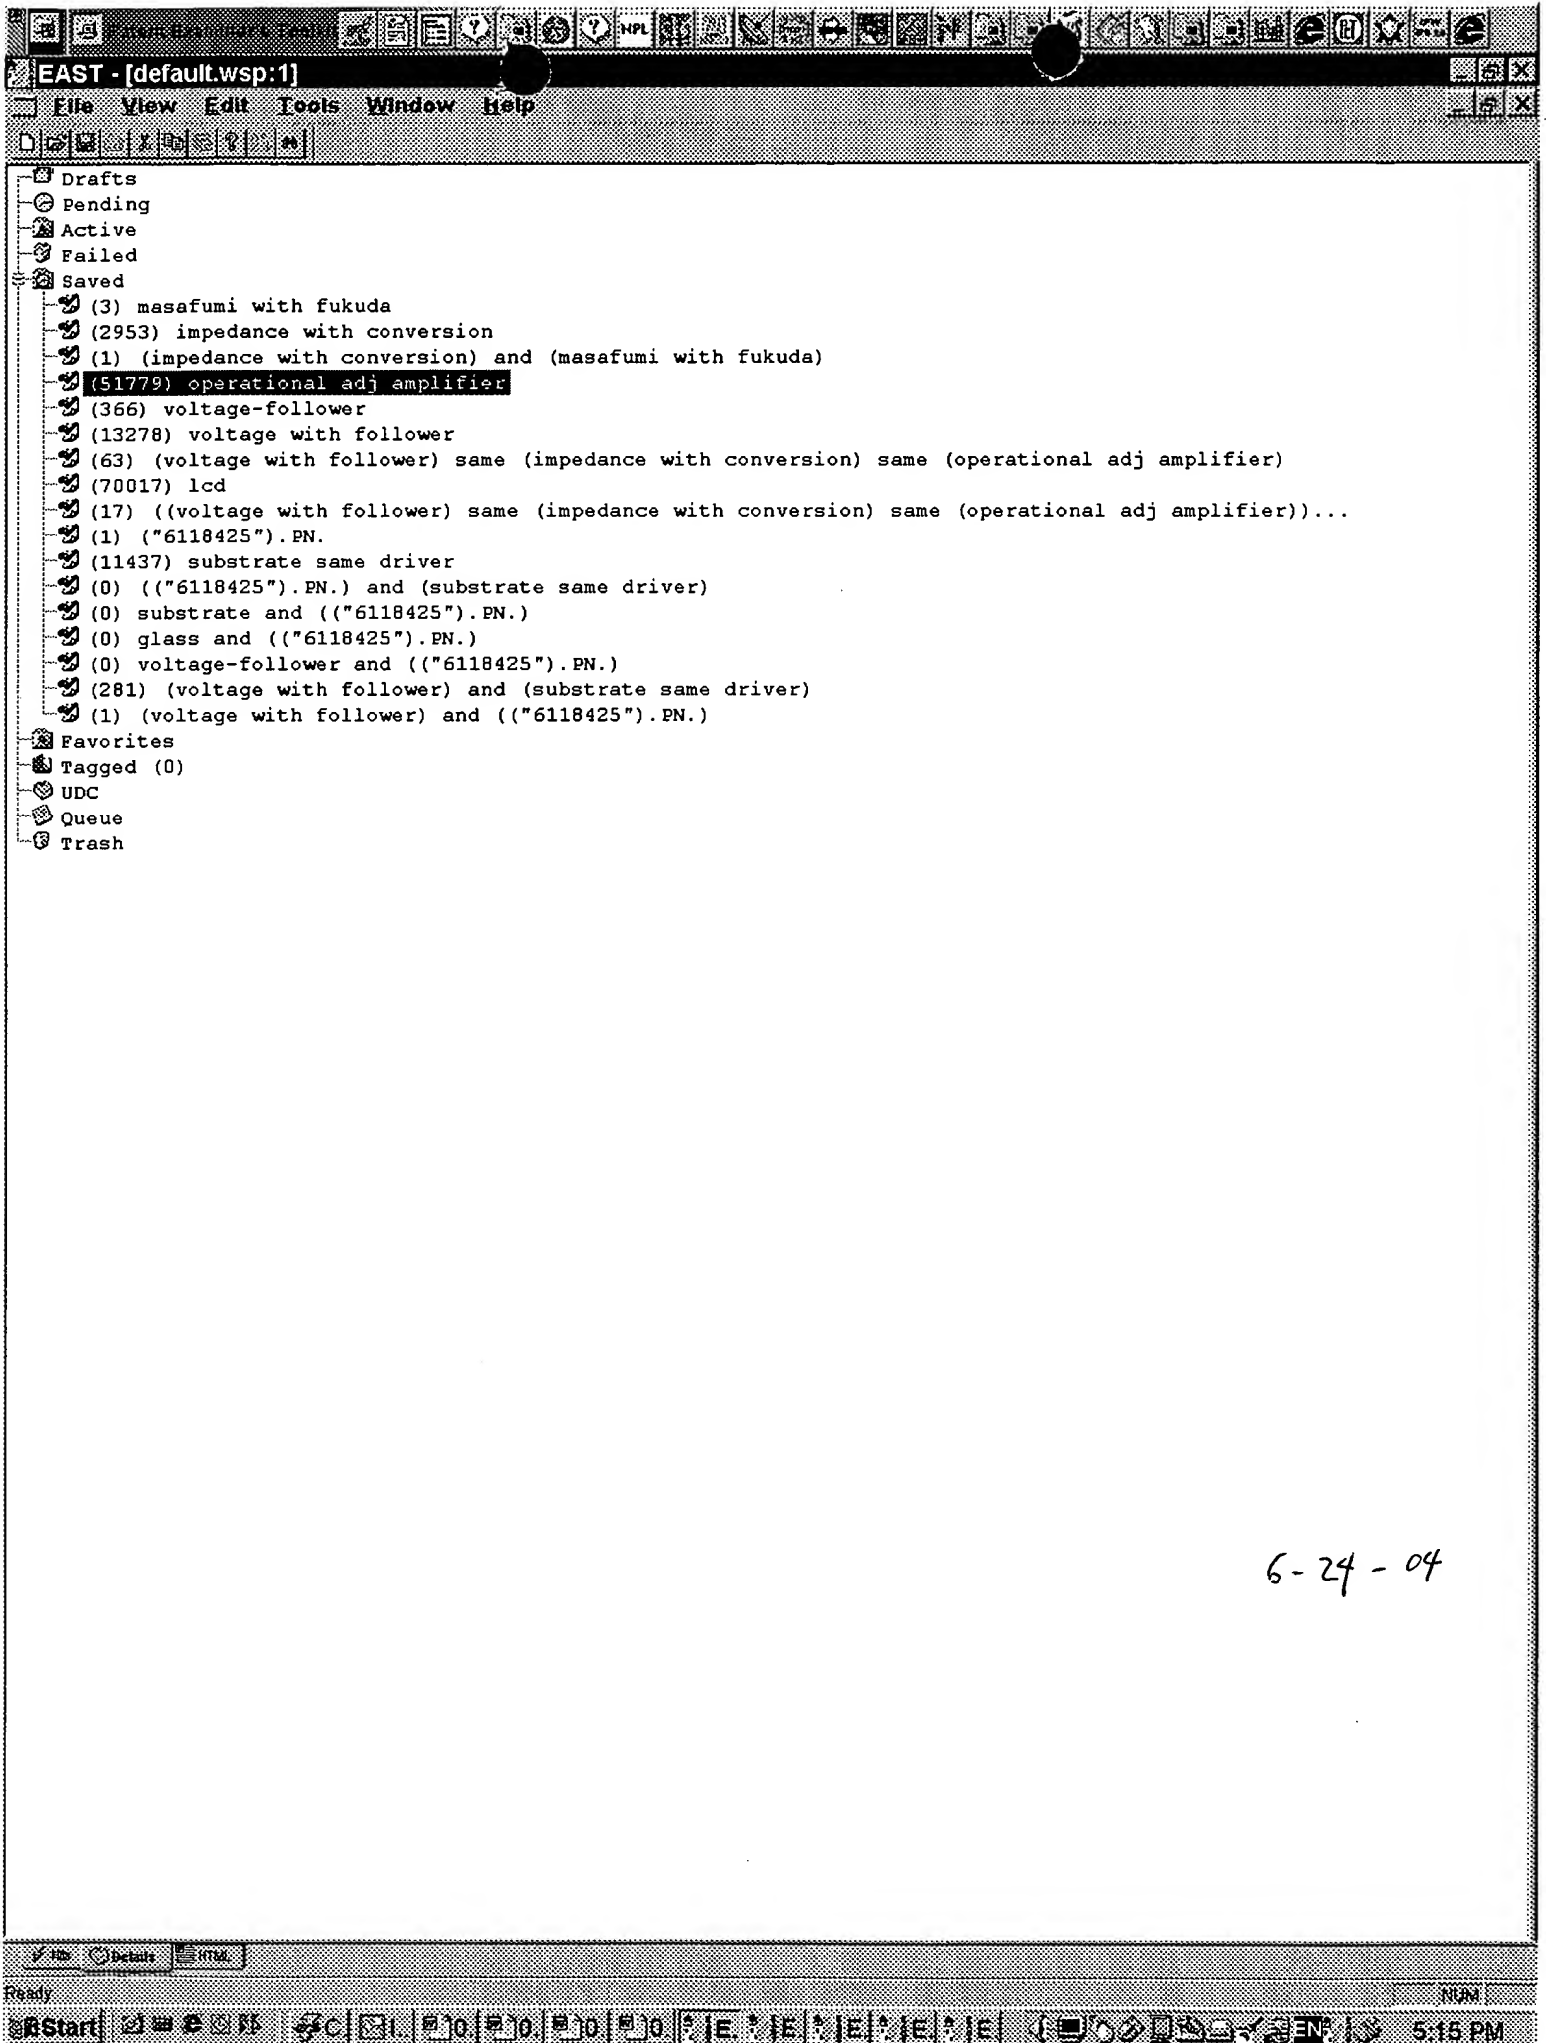 NPL
EAST - [default.wsp:1]
File View Edit Tools Window Help
Drafts
Pending
Active
Failed
Saved
(3) masafumi with fukuda
(2953) impedance with conversion
(1) (impedance with conversion) and (masafumi with fukuda)
(51779) operational adj amplifier
(366) voltage-follower
(13278) voltage with follower
(63) (voltage with follower) same (impedance with conversion) same (operational adj amplifier)
(70017) lcd
(17) ((voltage with follower) same (impedance with conversion) same (operational adj amplifier))...
(1) ("6118425").PN.
(11437) substrate same driver
(0) (("6118425").PN.) and (substrate same driver)
(0) substrate and (("6118425").PN.)
(0) glass and (("6118425").PN.)
(0) voltage-follower and (("6118425").PN.)
(281) (voltage with follower) and (substrate same driver)
(1) (voltage with follower) and (("6118425").PN.)
Favorites
Tagged (0)
UDC
Queue
Trash
6-24-04
Details HTML
Ready NUM
Start EN 5:15 PM